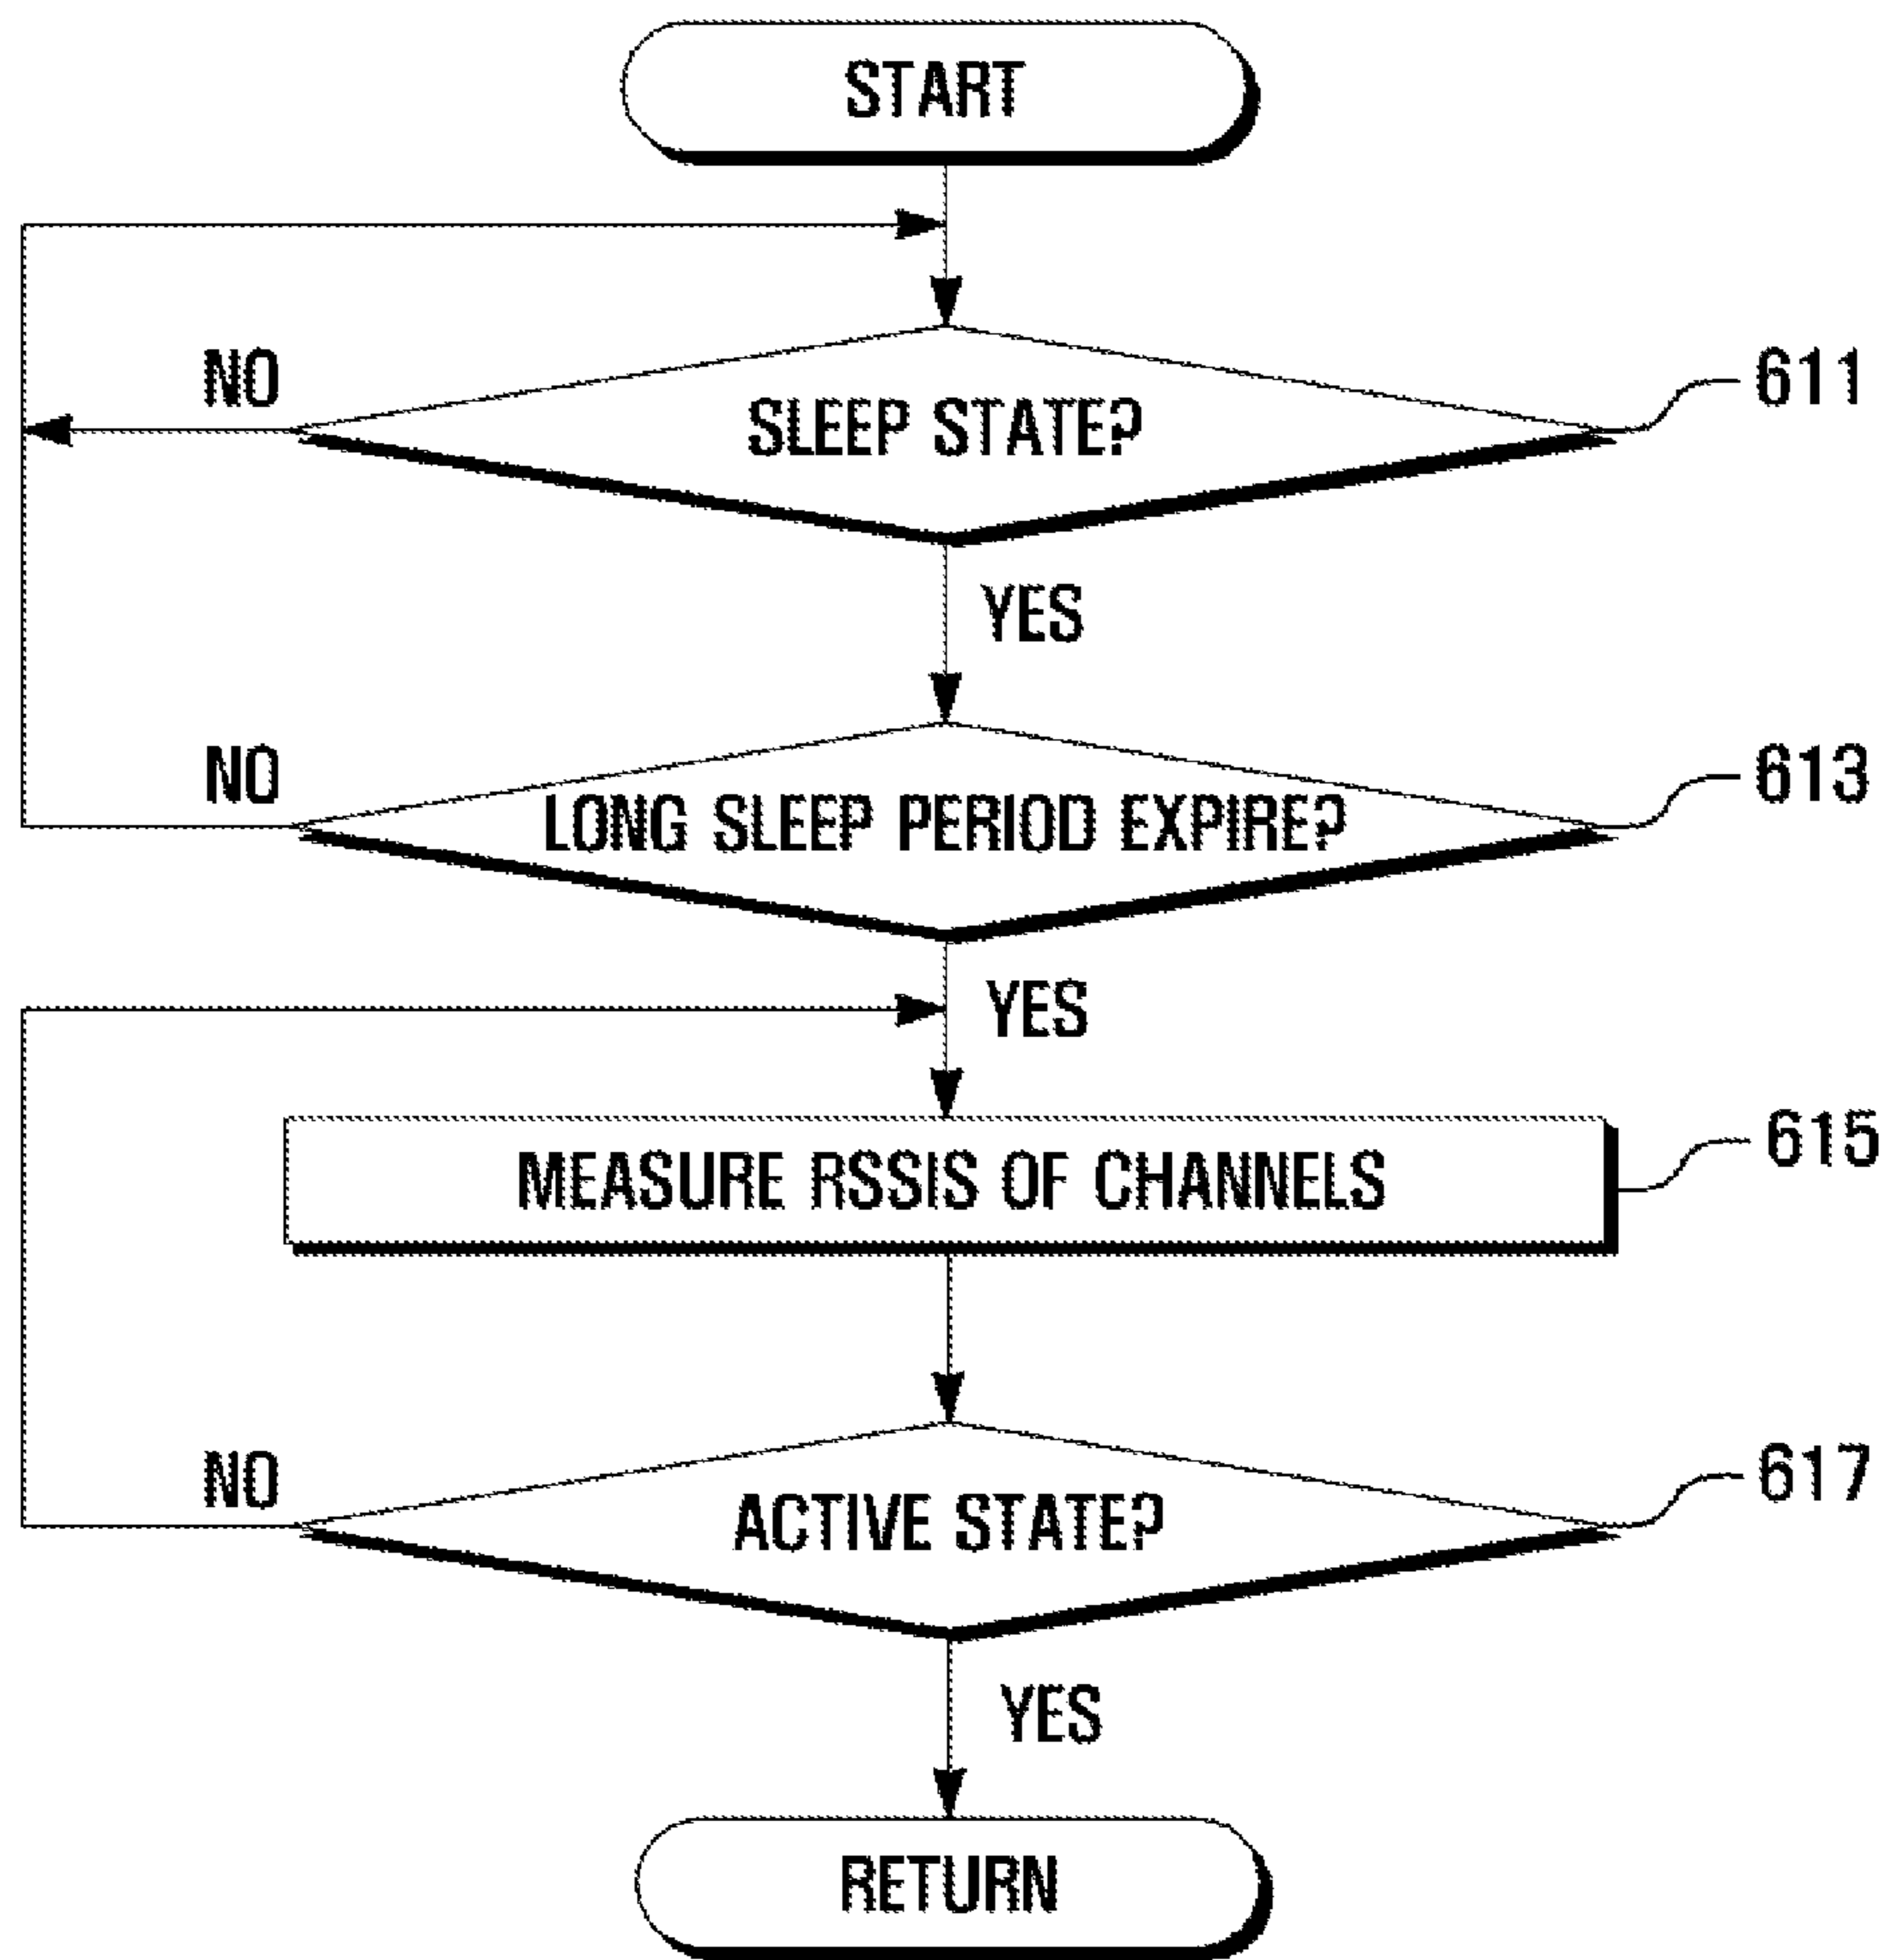 START
NO
SLEEP STATE?
611
YES
NO
LONG SLEEP PERIOD EXPIRE?
613
YES
MEASURE RSSIS OF CHANNELS
615
NO
ACTIVE STATE?
617
YES
RETURN